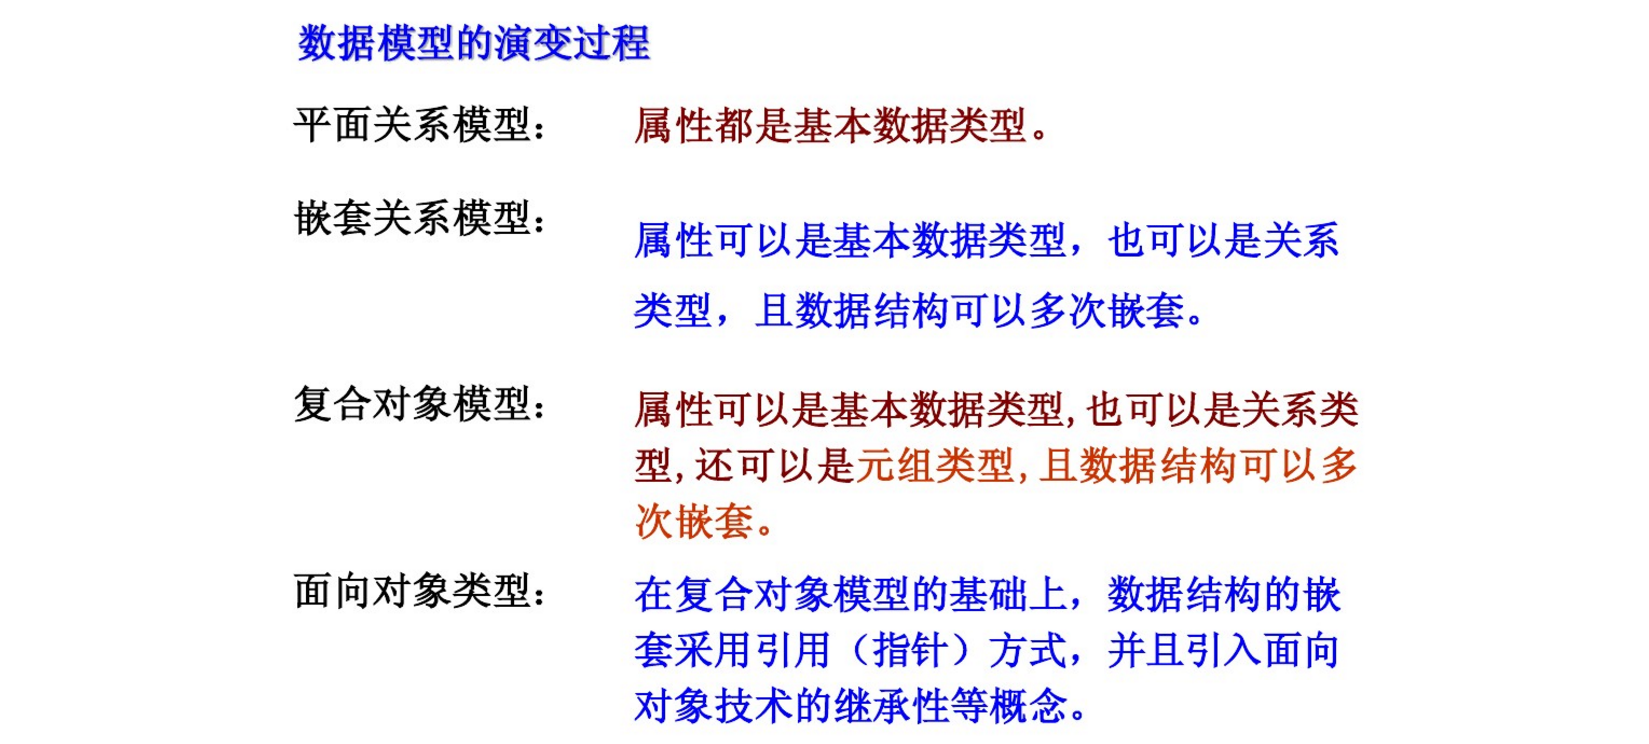 数据模型的演变过程
平面关系模型： 属性都是基本数据类型。
嵌套关系模型： 属性可以是基本数据类型，也可以是关系
类型，且数据结构可以多次嵌套。
复合对象模型： 属性可以是基本数据类型,也可以是关系类
型,还可以是元组类型,且数据结构可以多
次嵌套。
面向对象类型： 在复合对象模型的基础上，数据结构的嵌
套采用引用（指针）方式，并且引入面向
对象技术的继承性等概念。